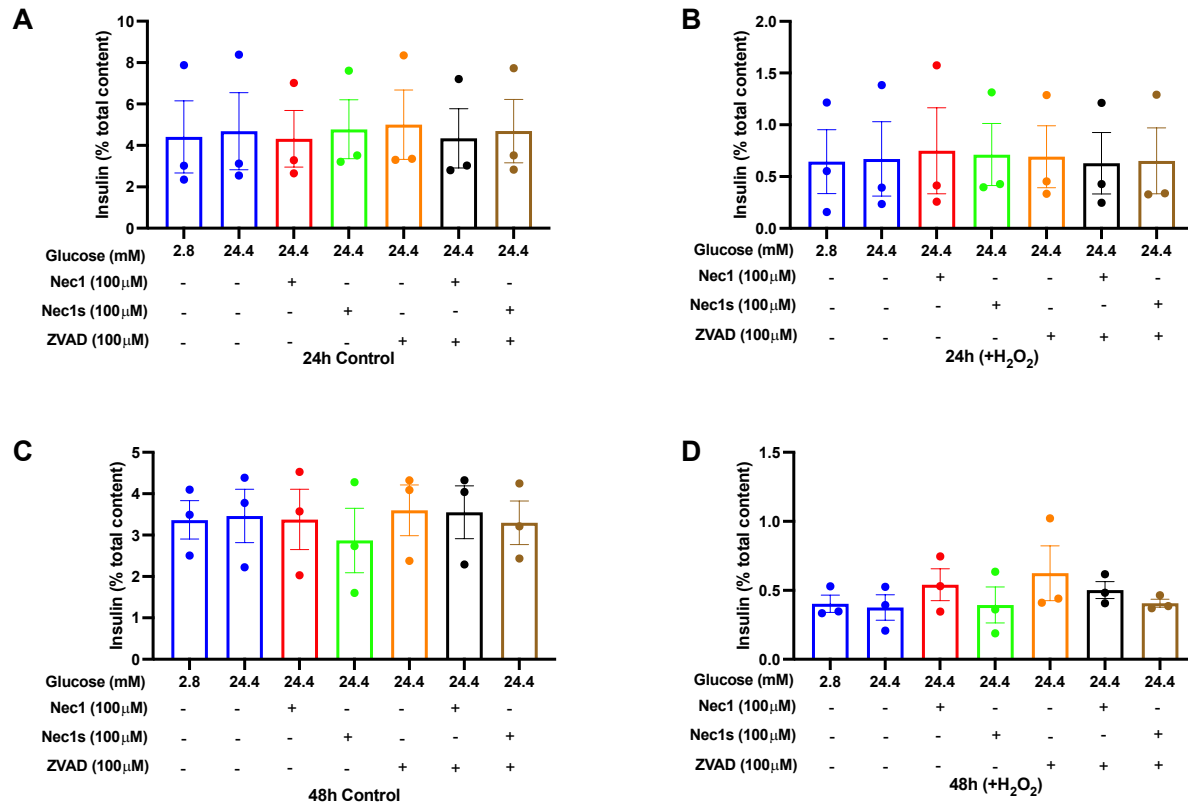 A
Insulin (% total content)
10
8
6
4
2
0
Glucose (mM) 2.8 24.4 24.4 24.4 24.4 24.4 24.4
Nec1 (100μM) - - + - - + -
Nec1s (100μM) - - - + - - +
ZVAD (100μM) - - - - + + +
24h Control
B
Insulin (% total content)
2.0
1.5
1.0
0.5
0.0
Glucose (mM) 2.8 24.4 24.4 24.4 24.4 24.4 24.4
Nec1 (100μM) - - + - - + -
Nec1s (100μM) - - - + - - +
ZVAD (100μM) - - - - + + +
24h (+H₂O₂)
C
Insulin (% total content)
5
4
3
2
1
0
Glucose (mM) 2.8 24.4 24.4 24.4 24.4 24.4 24.4
Nec1 (100μM) - - + - - + -
Nec1s (100μM) - - - + - - +
ZVAD (100μM) - - - - + + +
48h Control
D
Insulin (% total content)
1.5
1.0
0.5
0.0
Glucose (mM) 2.8 24.4 24.4 24.4 24.4 24.4 24.4
Nec1 (100μM) - - + - - + -
Nec1s (100μM) - - - + - - +
ZVAD (100μM) - - - - + + +
48h (+H₂O₂)